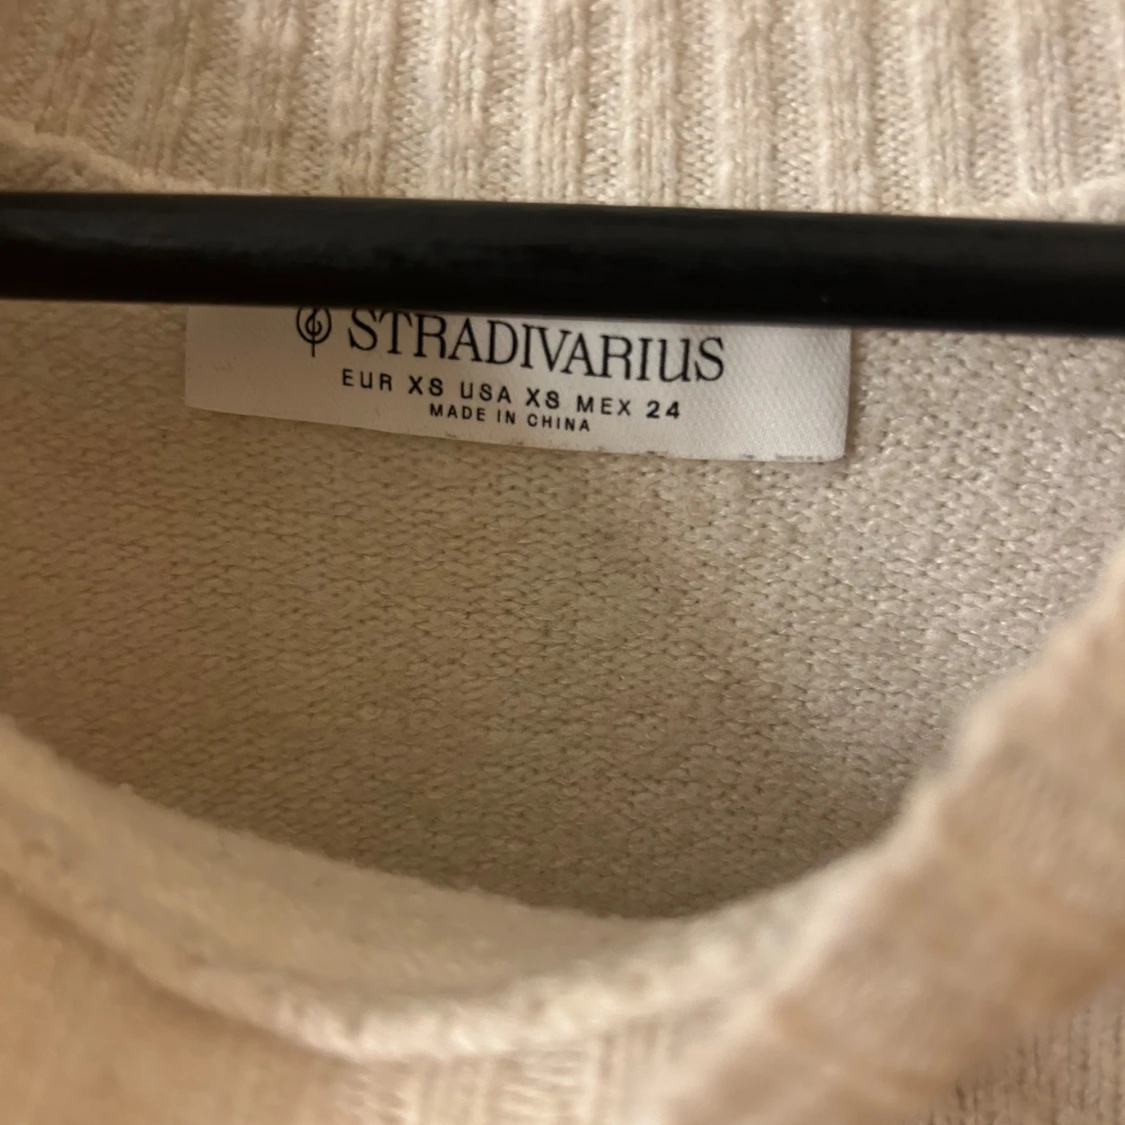 STRADIVARIUS
EUR XS USA XS MEX 24
MADE IN CHINA